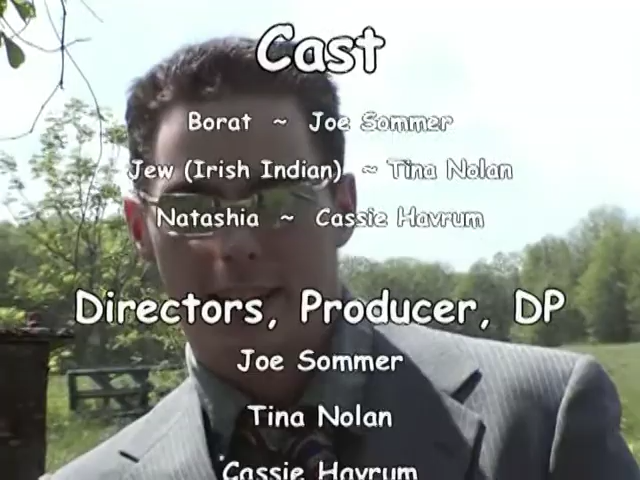 Cast
Borat ~ Joe Sommer
Jew (Irish Indian) ~ Tina Nolan
Natashia ~ Cassie Havrum
Directors, Producer, DP
Joe Sommer
Tina Nolan
Cassie Havrum